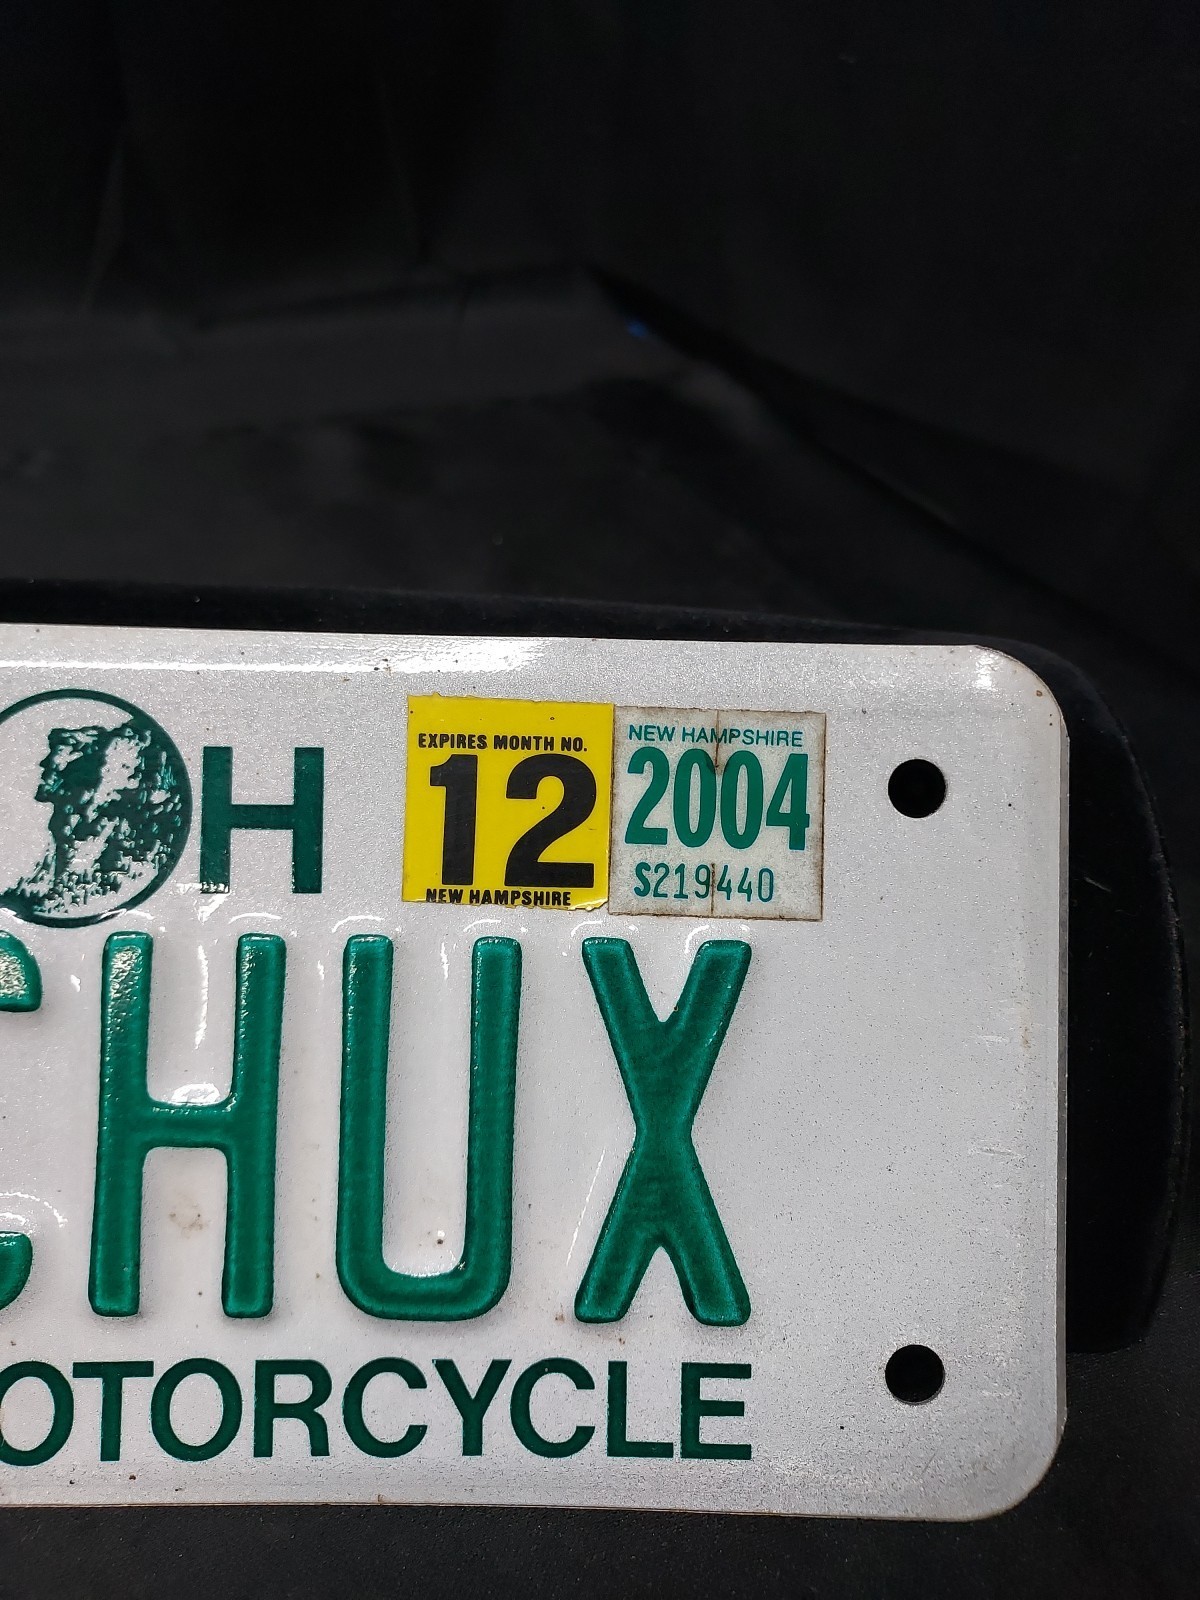 H
EXPIRES MONTH NO.
12
NEW HAMPSHIRE
NEW HAMPSHIRE
2004
S219440
CHUX
OTORCYCLE